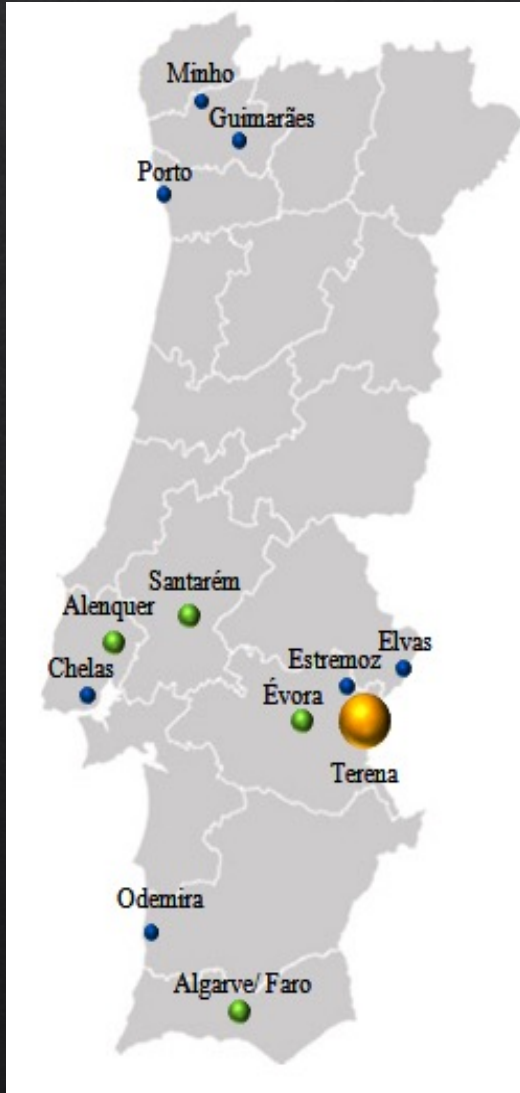 Minho
Guimarães
Porto
Santarém
Alenquer
Elvas
Estremoz
Chelas
Évora
Terena
Odemira
Algarve/ Faro